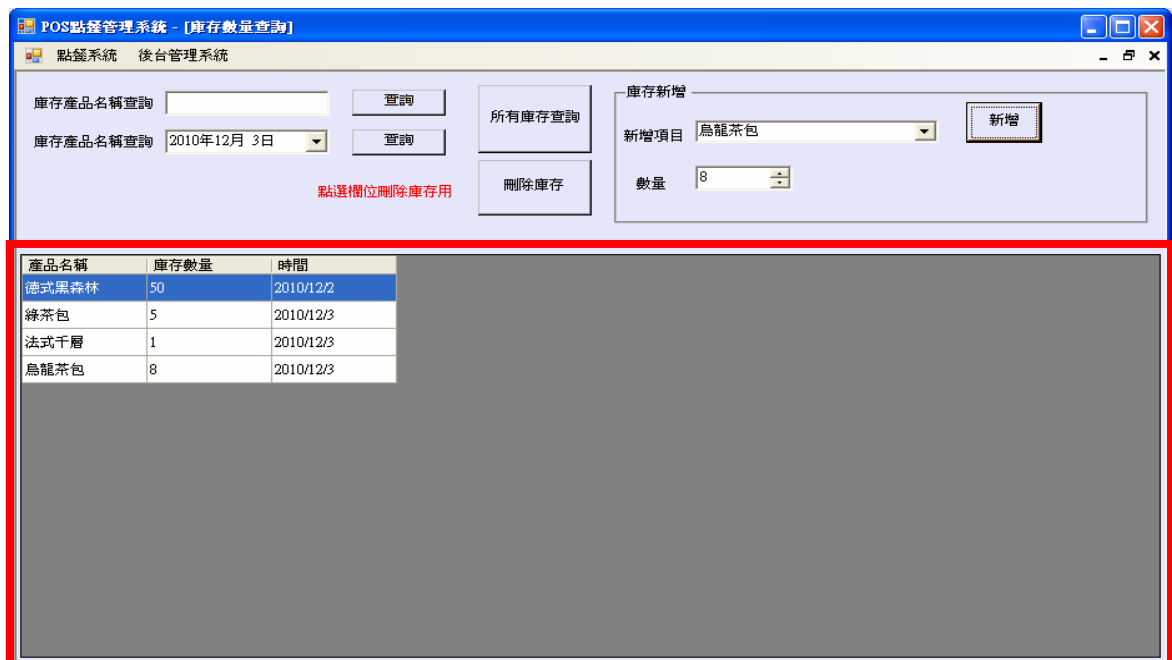 POS點餐管理系統 - [庫存數量查詢]
點餐系統 後台管理系統
庫存產品名稱查詢
查詢
庫存產品名稱查詢
2010年12月 3日
查詢
點選欄位刪除庫存用
所有庫存查詢
刪除庫存
庫存新增
新增項目
烏龍茶包
新增
數量
8
產品名稱 庫存數量 時間
德式黑森林 50 2010/12/2
綠茶包 5 2010/12/3
法式千層 1 2010/12/3
烏龍茶包 8 2010/12/3